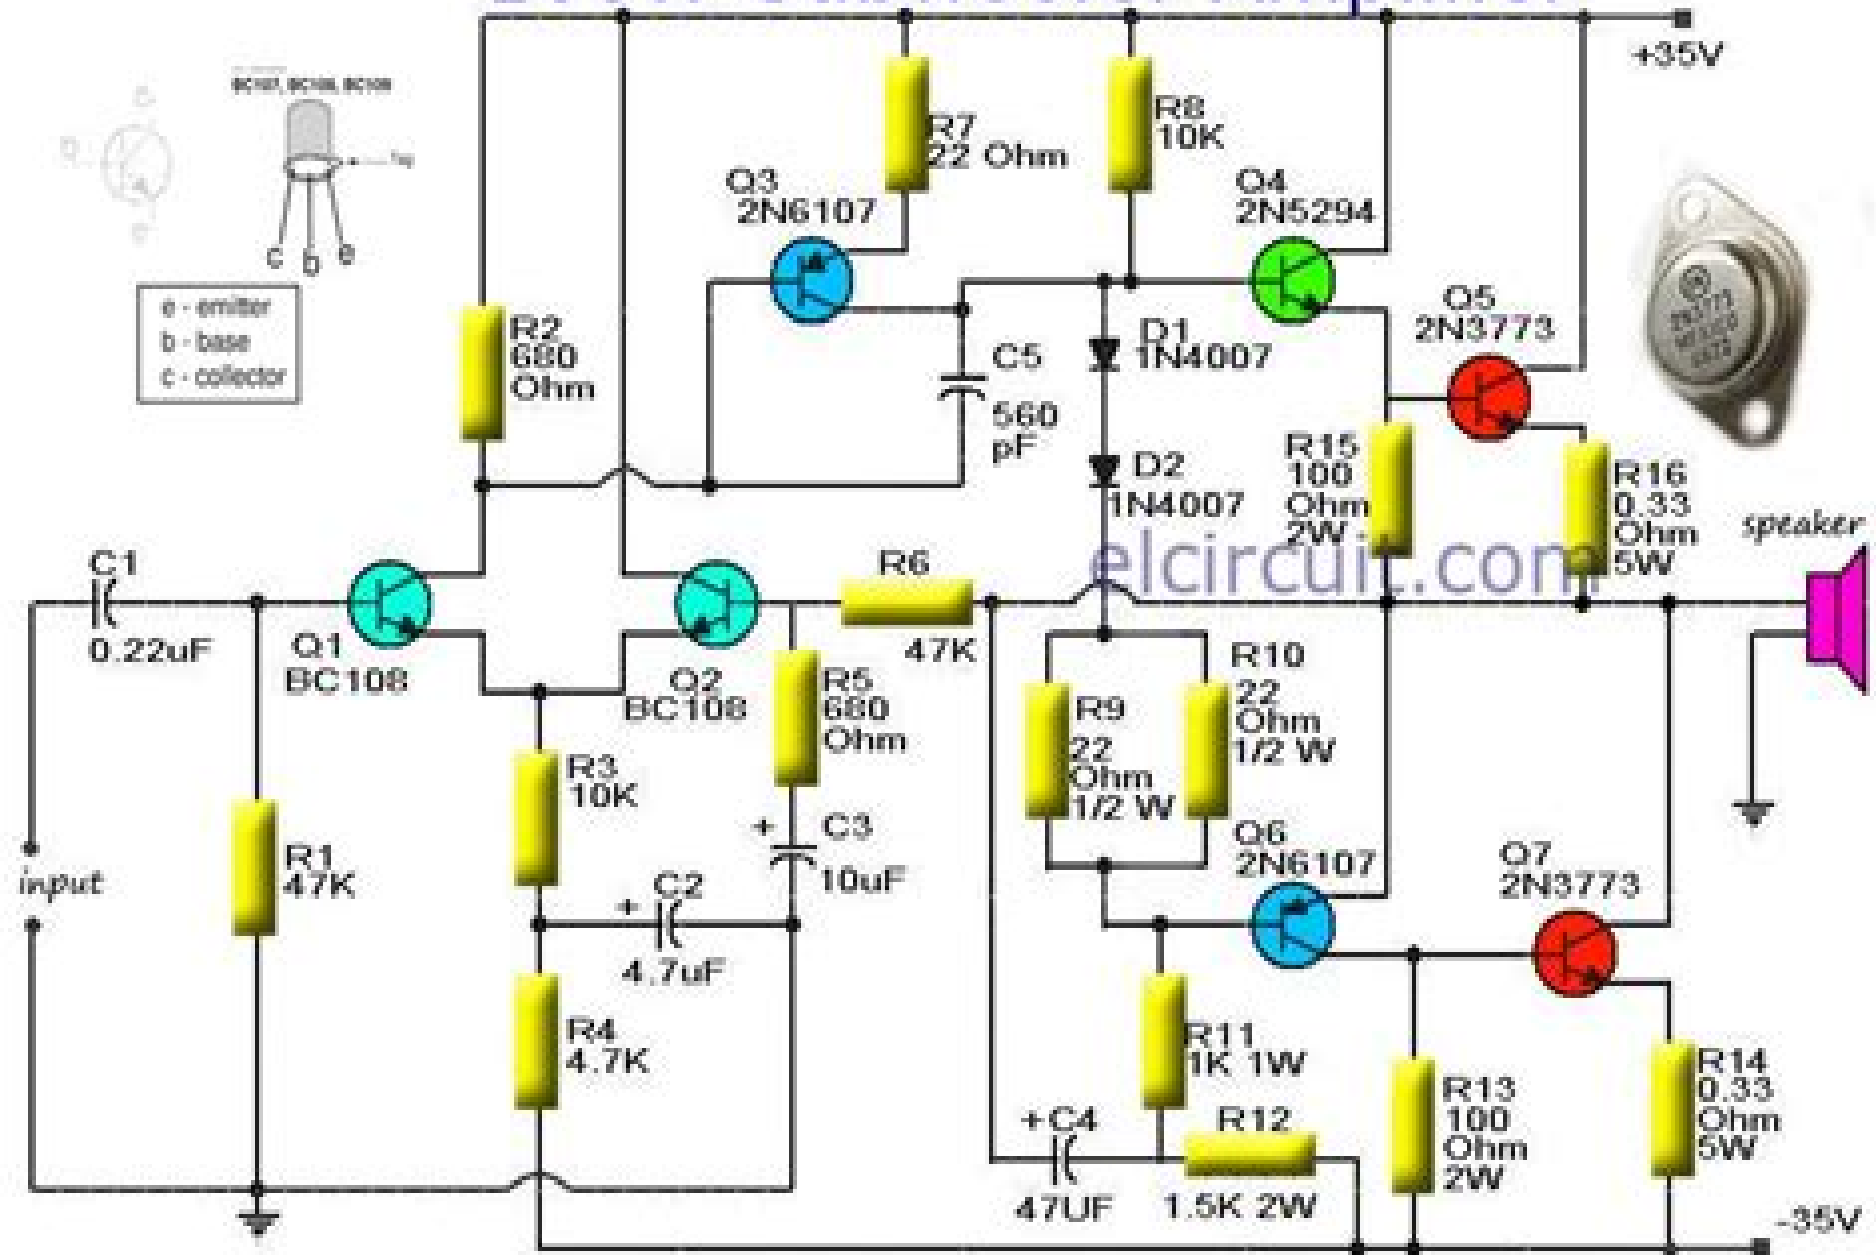 +35V
BC107, BC108, BC109
Tag
c
b
e
e - emitter
b - base
c - collector
R7
22 Ohm
R8
10K
Q3
2N6107
Q4
2N5294
Q5
2N3773
R2
680
Ohm
C5
560
pF
D1
1N4007
D2
1N4007
R15
100
Ohm
2W
R16
0.33
Ohm
5W
speaker
elcircuit.com
C1
0.22uF
Q1
BC108
Q2
BC108
R6
47K
R5
680
Ohm
R9
22
Ohm
1/2 W
R10
22
Ohm
1/2 W
R3
10K
C3
+
10uF
input
R1
47K
C2
+
4.7uF
Q6
2N6107
Q7
2N3773
R4
4.7K
R11
1K 1W
+C4
47UF
R12
1.5K 2W
R13
100
Ohm
2W
R14
0.33
Ohm
5W
-35V